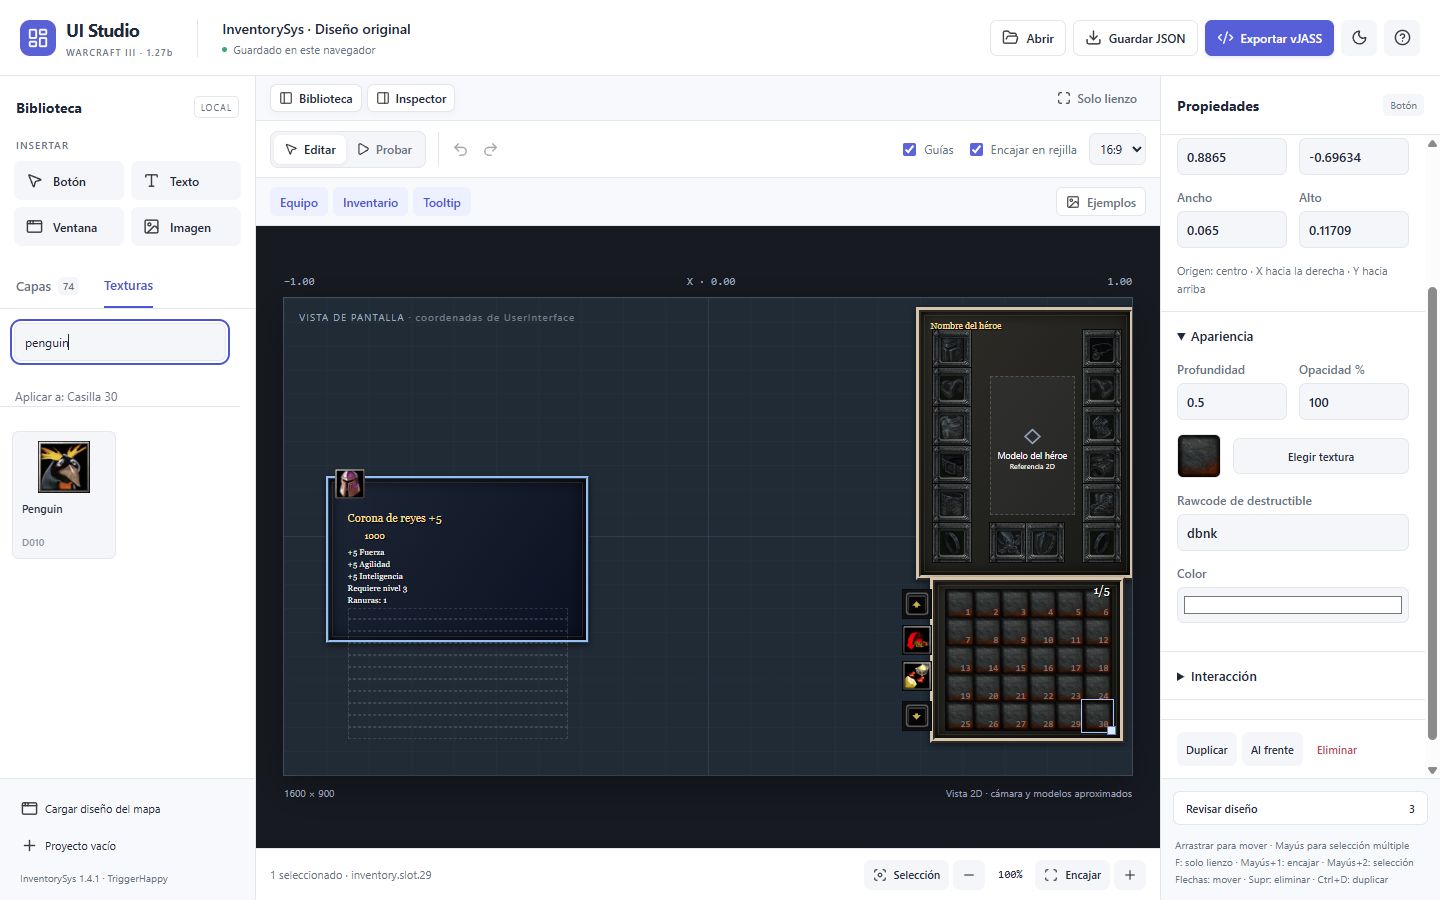 UI Studio
WARCRAFT III · 1.27b
InventorySys · Diseño original
Guardado en este navegador
Abrir
Guardar JSON
Exportar vJASS
Biblioteca
LOCAL
INSERTAR
Botón
Texto
Ventana
Imagen
Capas 74
Texturas
penguin
Aplicar a: Casilla 30
Penguin
D010
Cargar diseño del mapa
Proyecto vacío
InventorySys 1.4.1 · TriggerHappy
Biblioteca
Inspector
Solo lienzo
Editar
Probar
Guías
Encajar en rejilla
16:9
Equipo
Inventario
Tooltip
Ejemplos
−1.00
X · 0.00
1.00
VISTA DE PANTALLA · coordenadas de UserInterface
Nombre del héroe
Modelo del héroe
Referencia 2D
Corona de reyes +5
1000
+5 Fuerza
+5 Agilidad
+5 Inteligencia
Requiere nivel 3
Ranuras: 1
1/5
1 2 3 4 5 6
7 8 9 10 11 12
13 14 15 16 17 18
19 20 21 22 23 24
25 26 27 28 29 30
1600 × 900
Vista 2D · cámara y modelos aproximados
1 seleccionado · inventory.slot.29
Selección
100%
Encajar
Propiedades
Botón
0.8865
-0.69634
Ancho
Alto
0.065
0.11709
Origen: centro · X hacia la derecha · Y hacia
arriba
Apariencia
Profundidad
Opacidad %
0.5
100
Elegir textura
Rawcode de destructible
dbnk
Color
Interacción
Duplicar
Al frente
Eliminar
Revisar diseño
3
Arrastrar para mover · Mayús para selección múltiple
F: solo lienzo · Mayús+1: encajar · Mayús+2: selección
Flechas: mover · Supr: eliminar · Ctrl+D: duplicar